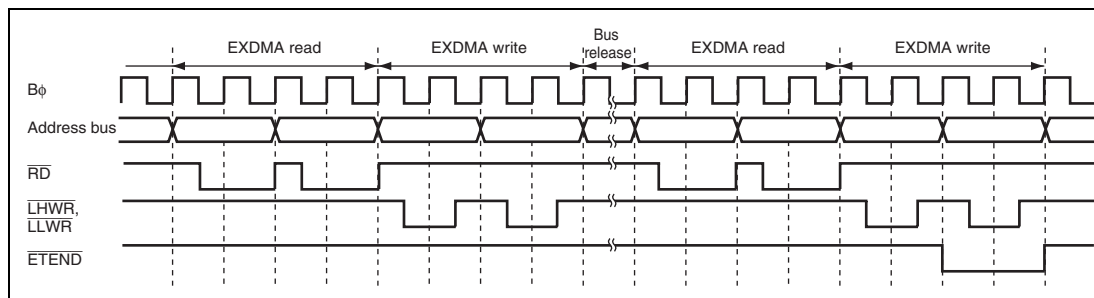 Bus
EXDMA read EXDMA write release EXDMA read EXDMA write
Bϕ
Address bus
RD
LHWR,
LLWR
ETEND